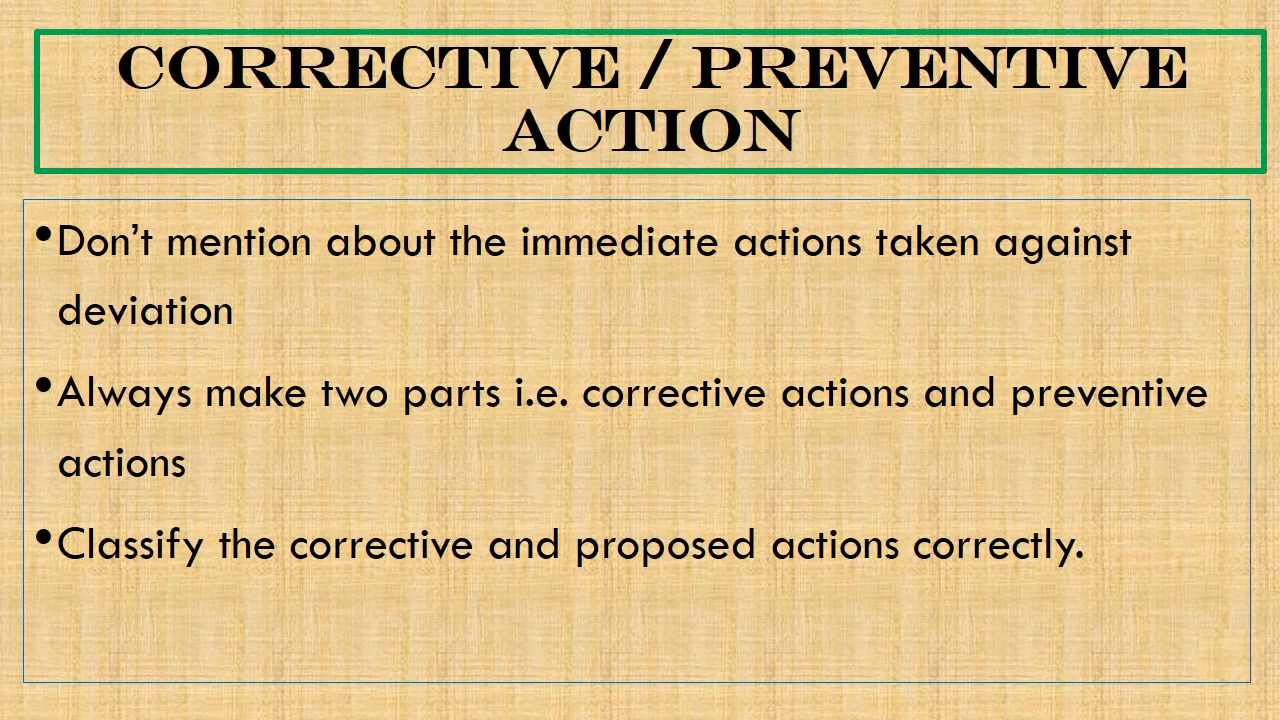 CORRECTIVE / PREVENTIVE
ACTION
•Don’t mention about the immediate actions taken against
deviation
•Always make two parts i.e. corrective actions and preventive
actions
•Classify the corrective and proposed actions correctly.